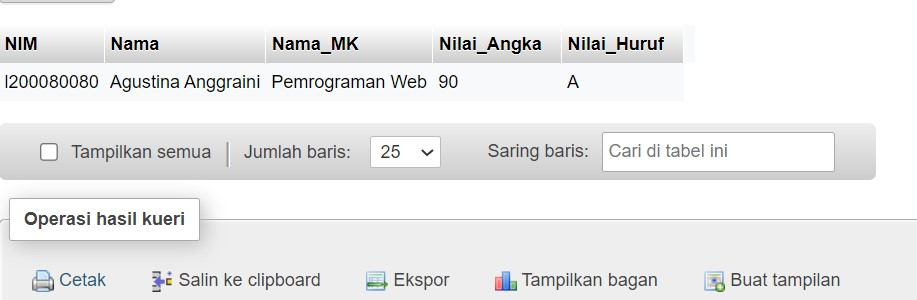 NIM Nama Nama_MK Nilai_Angka Nilai_Huruf
l200080080 Agustina Anggraini Pemrograman Web 90 A
Tampilkan semua | Jumlah baris: 25 Saring baris: Cari di tabel ini
Operasi hasil kueri
Cetak Salin ke clipboard Ekspor Tampilkan bagan Buat tampilan